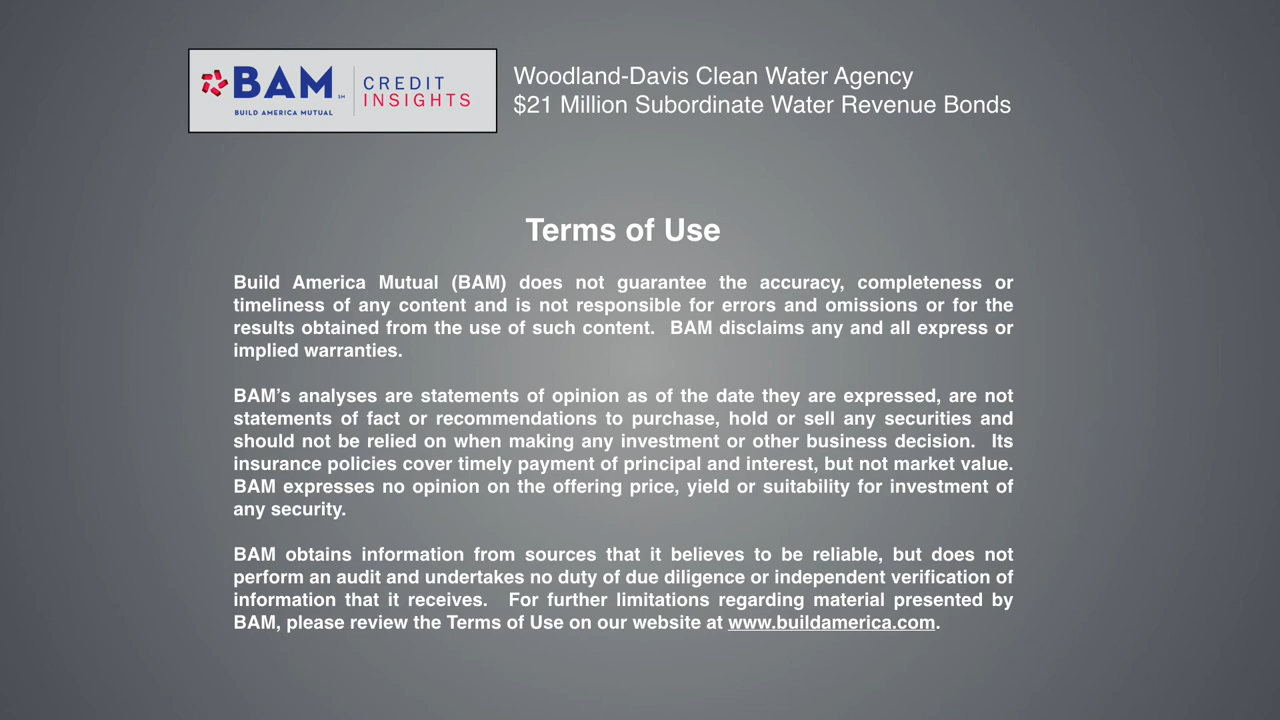 BAM SM
BUILD AMERICA MUTUAL
CREDIT
INSIGHTS
Woodland-Davis Clean Water Agency
$21 Million Subordinate Water Revenue Bonds
Terms of Use
Build America Mutual (BAM) does not guarantee the accuracy, completeness or
timeliness of any content and is not responsible for errors and omissions or for the
results obtained from the use of such content.  BAM disclaims any and all express or
implied warranties.
BAM’s analyses are statements of opinion as of the date they are expressed, are not
statements of fact or recommendations to purchase, hold or sell any securities and
should not be relied on when making any investment or other business decision.  Its
insurance policies cover timely payment of principal and interest, but not market value.
BAM expresses no opinion on the offering price, yield or suitability for investment of
any security.
BAM obtains information from sources that it believes to be reliable, but does not
perform an audit and undertakes no duty of due diligence or independent verification of
information that it receives.  For further limitations regarding material presented by
BAM, please review the Terms of Use on our website at www.buildamerica.com.